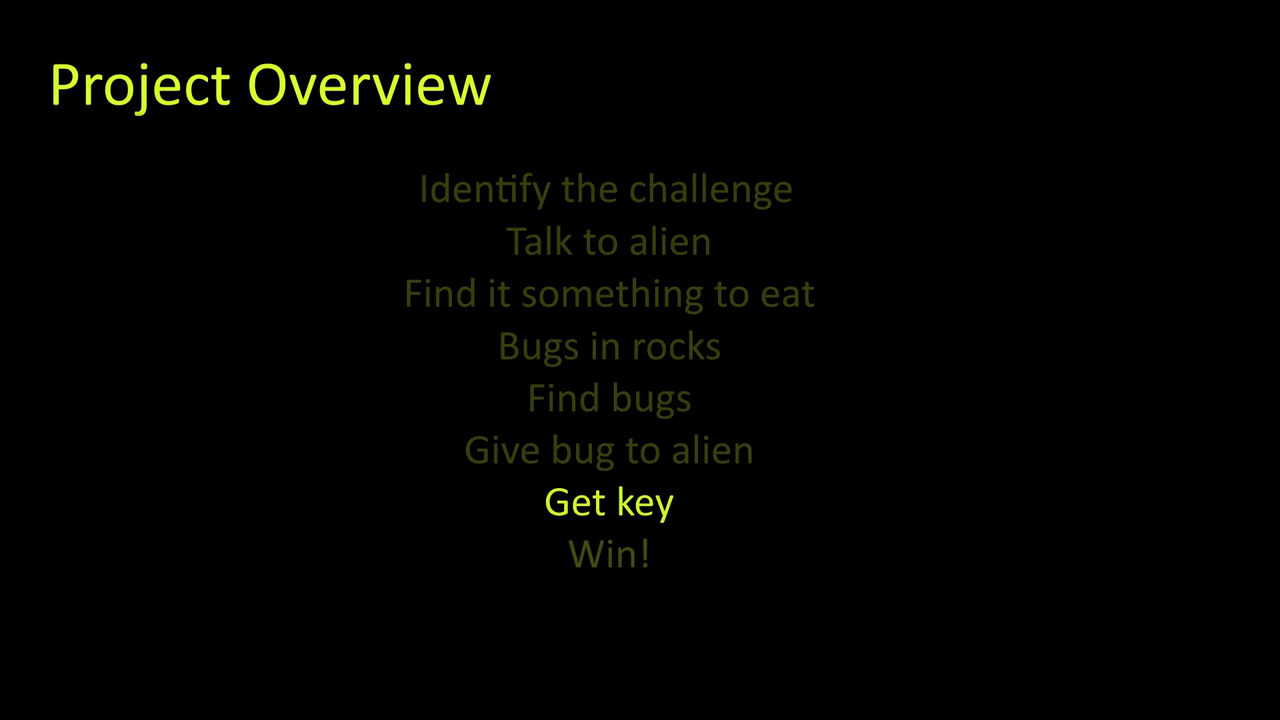 Project Overview
Identify the challenge
Talk to alien
Find it something to eat
Bugs in rocks
Find bugs
Give bug to alien
Get key
Win!